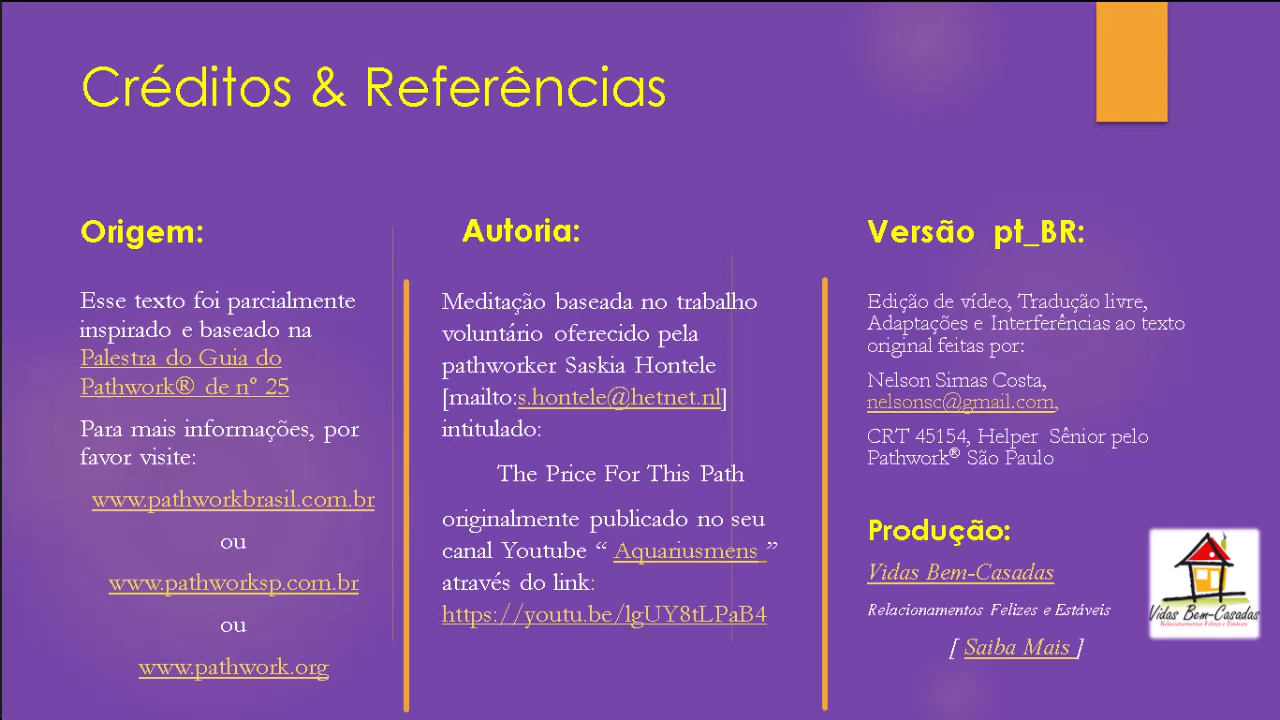 Créditos & Referências
Origem:
Esse texto foi parcialmente
inspirado e baseado na
Palestra do Guia do
Pathwork® de nº 25
Para mais informações, por
favor visite:
www.pathworkbrasil.com.br
ou
www.pathworksp.com.br
ou
www.pathwork.org
Autoria:
Meditação baseada no trabalho
voluntário oferecido pela
pathworker Saskia Hontele
[mailto:s.hontele@hetnet.nl]
intitulado:
The Price For This Path
originalmente publicado no seu
canal Youtube “ Aquariusmens ”
através do link:
https://youtu.be/lgUY8tLPaB4
Versão pt_BR:
Edição de vídeo, Tradução livre,
Adaptações e Interferências ao texto
original feitas por:
Nelson Simas Costa,
nelsonsc@gmail.com,
CRT 45154, Helper Sênior pelo
Pathwork® São Paulo
Produção:
Vidas Bem-Casadas
Relacionamentos Felizes e Estáveis
[ Saiba Mais ]
Vidas Bem-Casadas
Relacionamentos Felizes e Estáveis